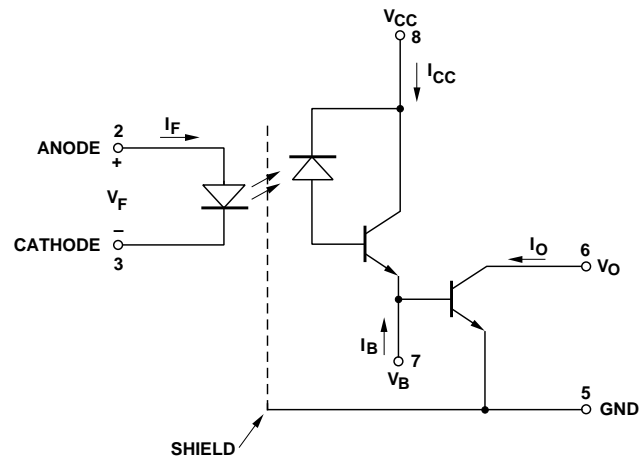 VCC
8
ICC
2
IF
ANODE
+
VF
CATHODE
–
3
IO
6
VO
IB
7
VB
5
GND
SHIELD